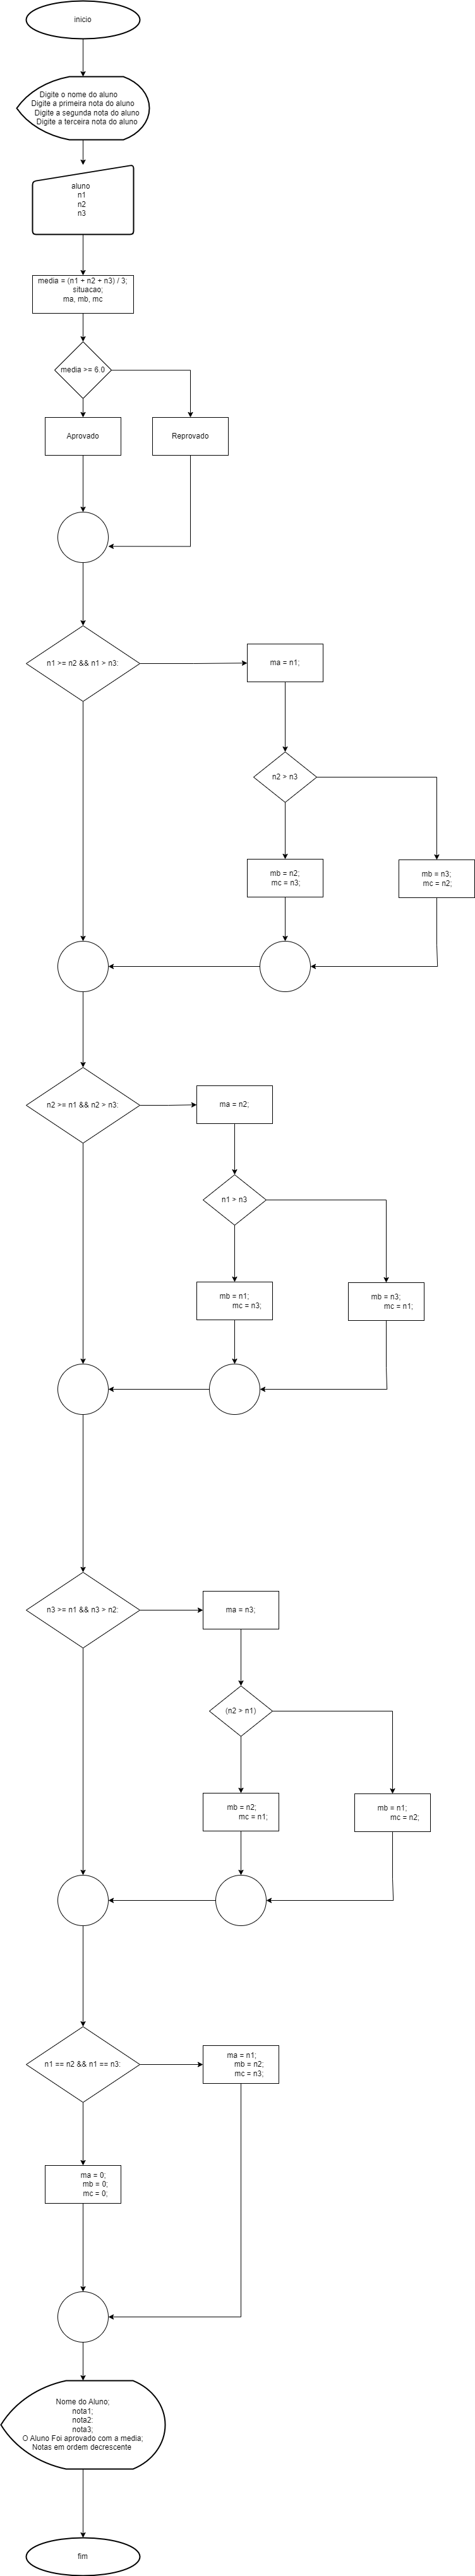 inicio
Digite o nome do aluno
Digite a primeira nota do aluno
Digite a segunda nota do aluno
Digite a terceira nota do aluno
aluno
n1
n2
n3
media = (n1 + n2 + n3) / 3;
situacao;
ma, mb, mc
media >= 6.0
Aprovado
Reprovado
n1 >= n2 && n1 > n3:
ma = n1;
n2 > n3
mb = n2;
mc = n3;
mb = n3;
mc = n2;
n2 >= n1 && n2 > n3:
ma = n2;
n1 > n3
mb = n1;
mc = n3;
mb = n3;
mc = n1;
n3 >= n1 && n3 > n2:
ma = n3;
(n2 > n1)
mb = n2;
mc = n1;
mb = n1;
mc = n2;
n1 == n2 && n1 == n3:
ma = n1;
mb = n2;
mc = n3;
ma = 0;
mb = 0;
mc = 0;
Nome do Aluno;
nota1;
nota2:
nota3;
O Aluno Foi aprovado com a media;
Notas em ordem decrescente
fim